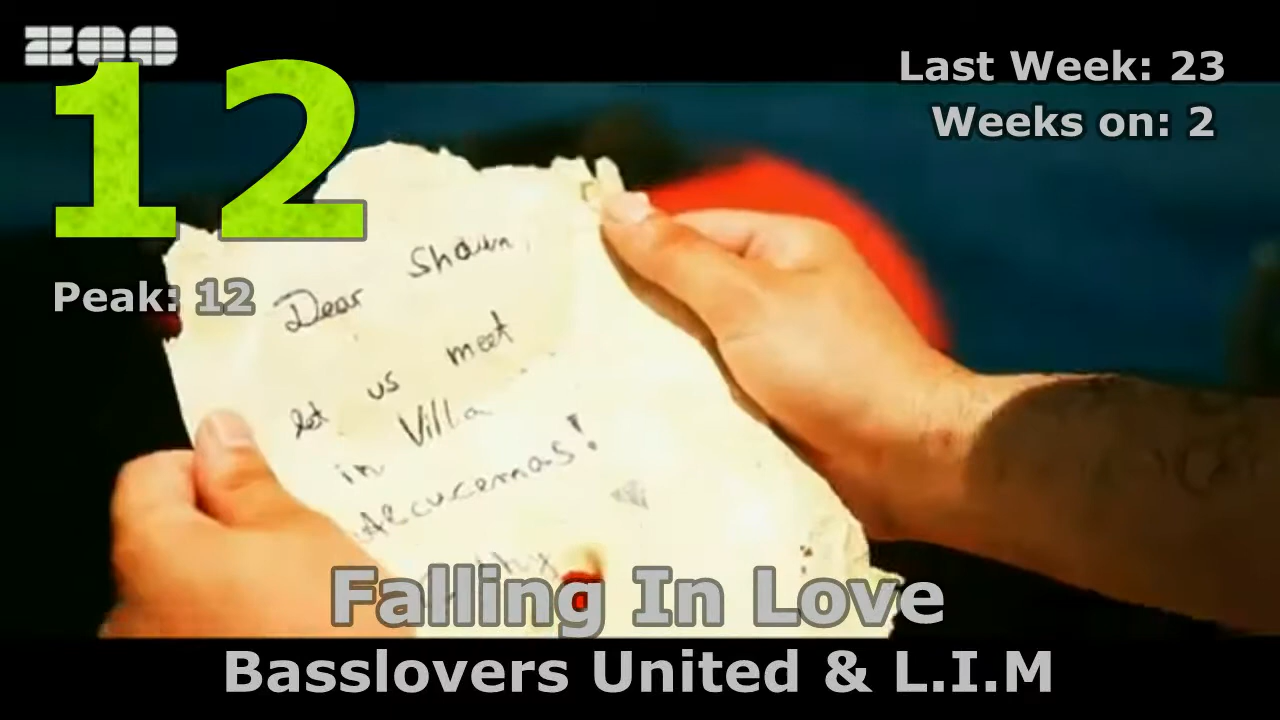 ZOO
12
Last Week: 23
Weeks on: 2
Peak: 12
Dear Shawn,
let us meet
in Villa
!
Falling In Love
Basslovers United & L.I.M